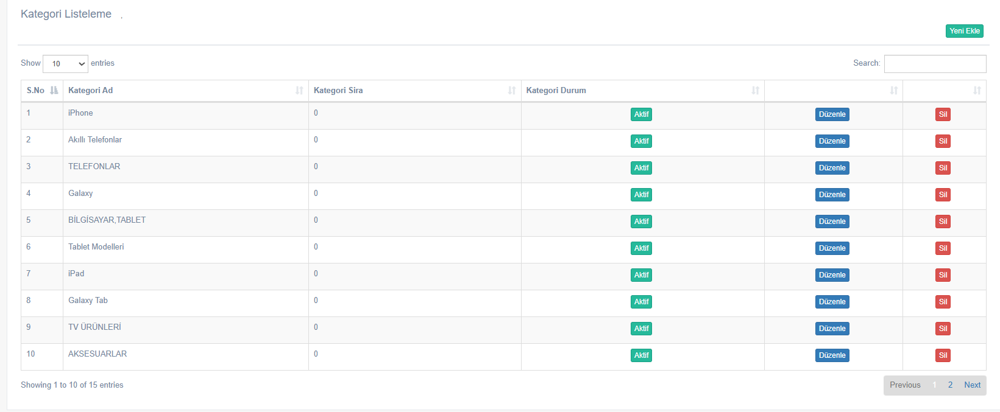 Kategori Listeleme ,
Yeni Ekle
Show 10 entries Search:
S.No Kategori Ad Kategori Sira Kategori Durum
1 iPhone 0 Aktif Düzenle Sil
2 Akıllı Telefonlar 0 Aktif Düzenle Sil
3 TELEFONLAR 0 Aktif Düzenle Sil
4 Galaxy 0 Aktif Düzenle Sil
5 BİLGİSAYAR,TABLET 0 Aktif Düzenle Sil
6 Tablet Modelleri 0 Aktif Düzenle Sil
7 iPad 0 Aktif Düzenle Sil
8 Galaxy Tab 0 Aktif Düzenle Sil
9 TV ÜRÜNLERİ 0 Aktif Düzenle Sil
10 AKSESUARLAR 0 Aktif Düzenle Sil
Showing 1 to 10 of 15 entries Previous 1 2 Next